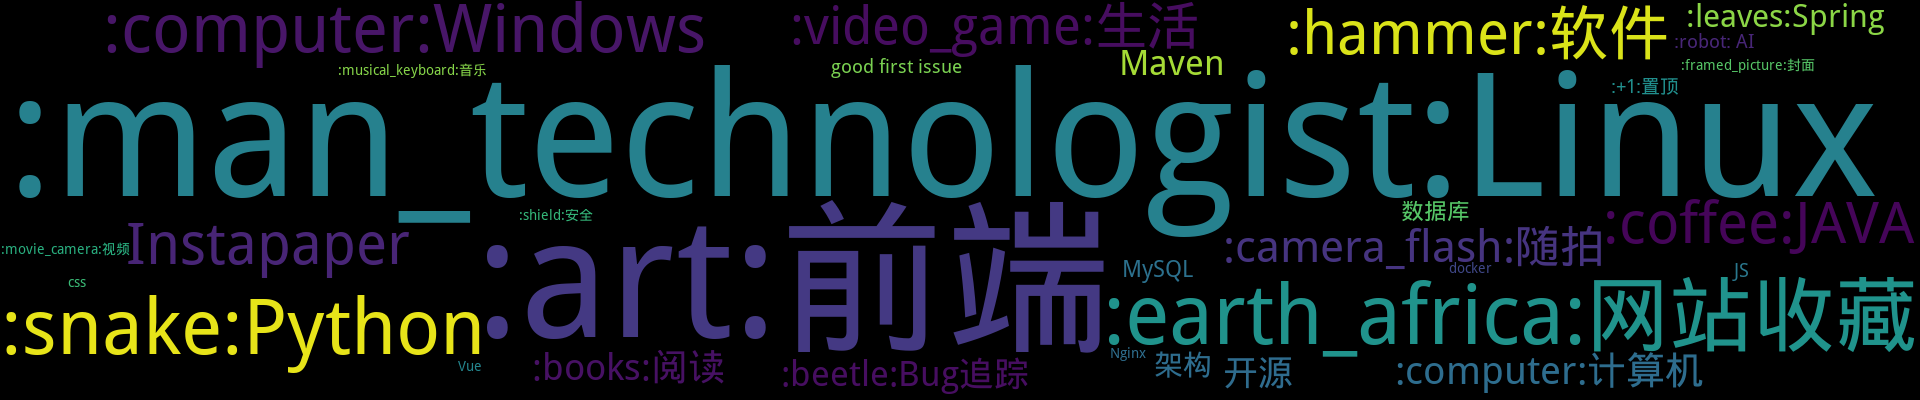 :computer:Windows
:video_game:生活
:hammer:软件
:leaves:Spring
:robot: AI
:musical_keyboard:音乐
good first issue
Maven
:framed_picture:封面
:+1:置顶
:man_technologist:Linux
:shield:安全
数据库
:coffee:JAVA
:movie_camera:视频
Instapaper
:art:前端
:camera_flash:随拍
MySQL
docker
JS
css
:snake:Python
:earth_africa:网站收藏
Vue
:books:阅读
:beetle:Bug追踪
Nginx
架构
开源
:computer:计算机